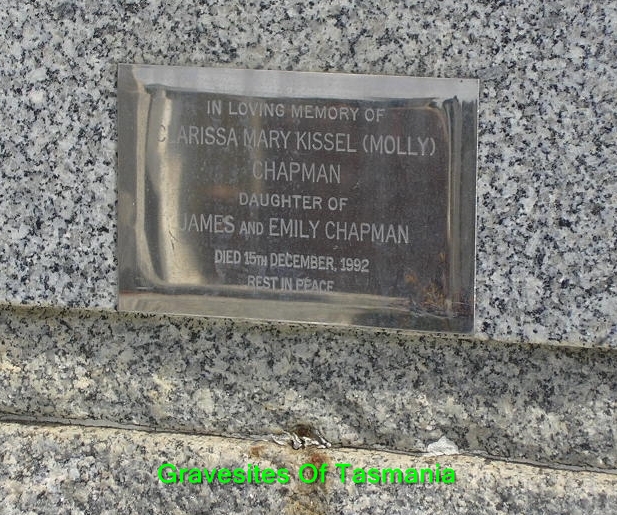 IN LOVING MEMORY OF
CLARISSA MARY KISSEL (MOLLY)
CHAPMAN
DAUGHTER OF
JAMES AND EMILY CHAPMAN
DIED 15TH DECEMBER, 1992
REST IN PEACE
Gravesites Of Tasmania